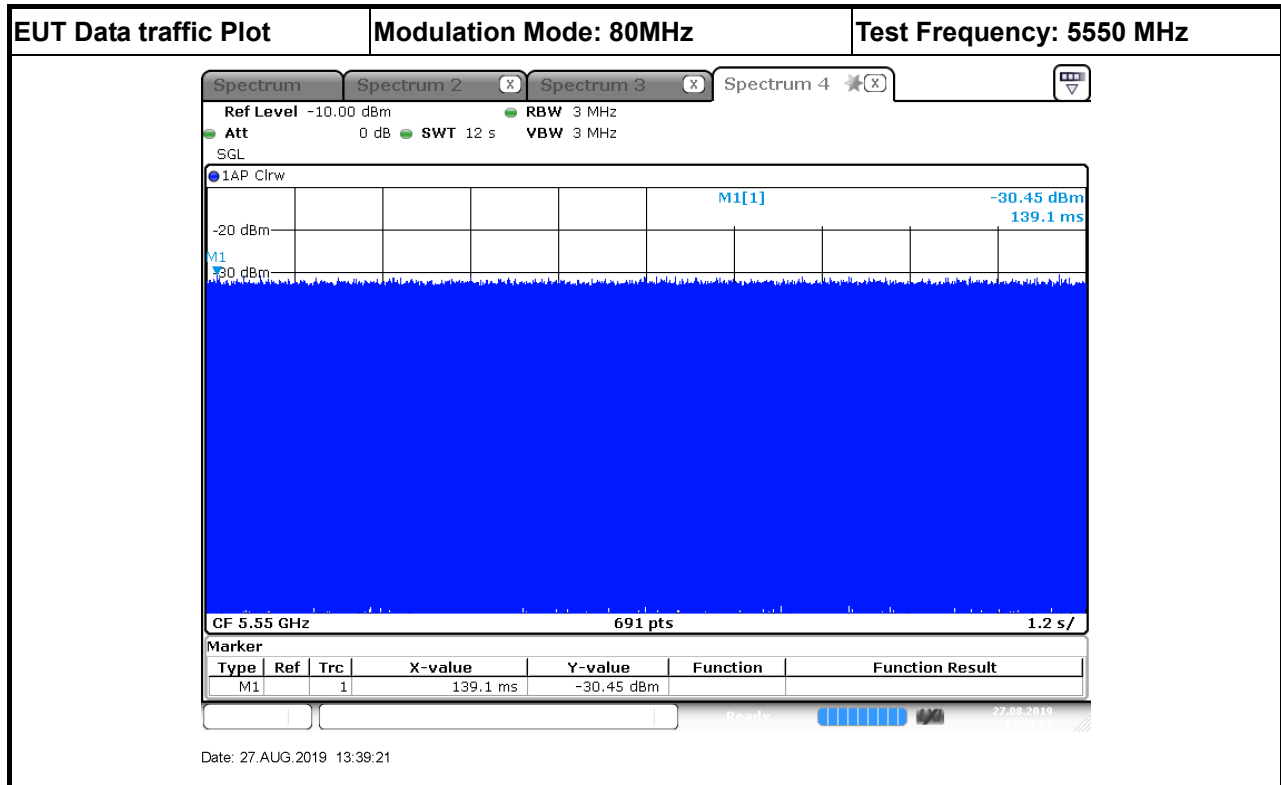 EUT Data traffic Plot Modulation Mode: 80MHz Test Frequency: 5550 MHz
Spectrum Spectrum 2 X Spectrum 3 X Spectrum 4 X
Ref Level -10.00 dBm RBW 3 MHz
Att 0 dB SWT 12 s VBW 3 MHz
SGL
1AP Clrw
M1[1] -30.45 dBm
139.1 ms
-20 dBm
M1
-30 dBm
CF 5.55 GHz 691 pts 1.2 s/
Marker
Type Ref Trc X-value Y-value Function Function Result
M1 1 139.1 ms -30.45 dBm
Ready 27.08.2019
Date: 27.AUG.2019 13:39:21